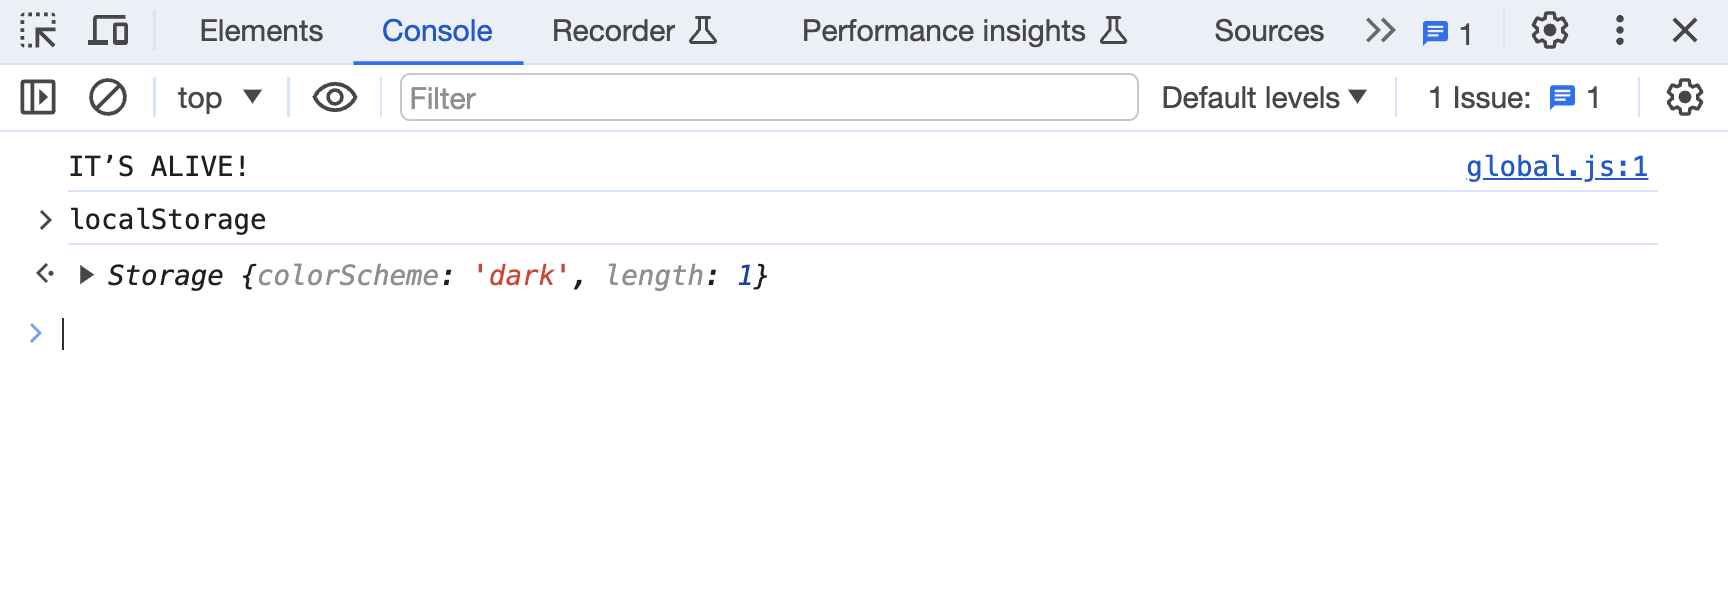 Elements Console Recorder Performance insights Sources 1
top Filter Default levels 1 Issue: 1
IT’S ALIVE! global.js:1
localStorage
Storage {colorScheme: 'dark', length: 1}